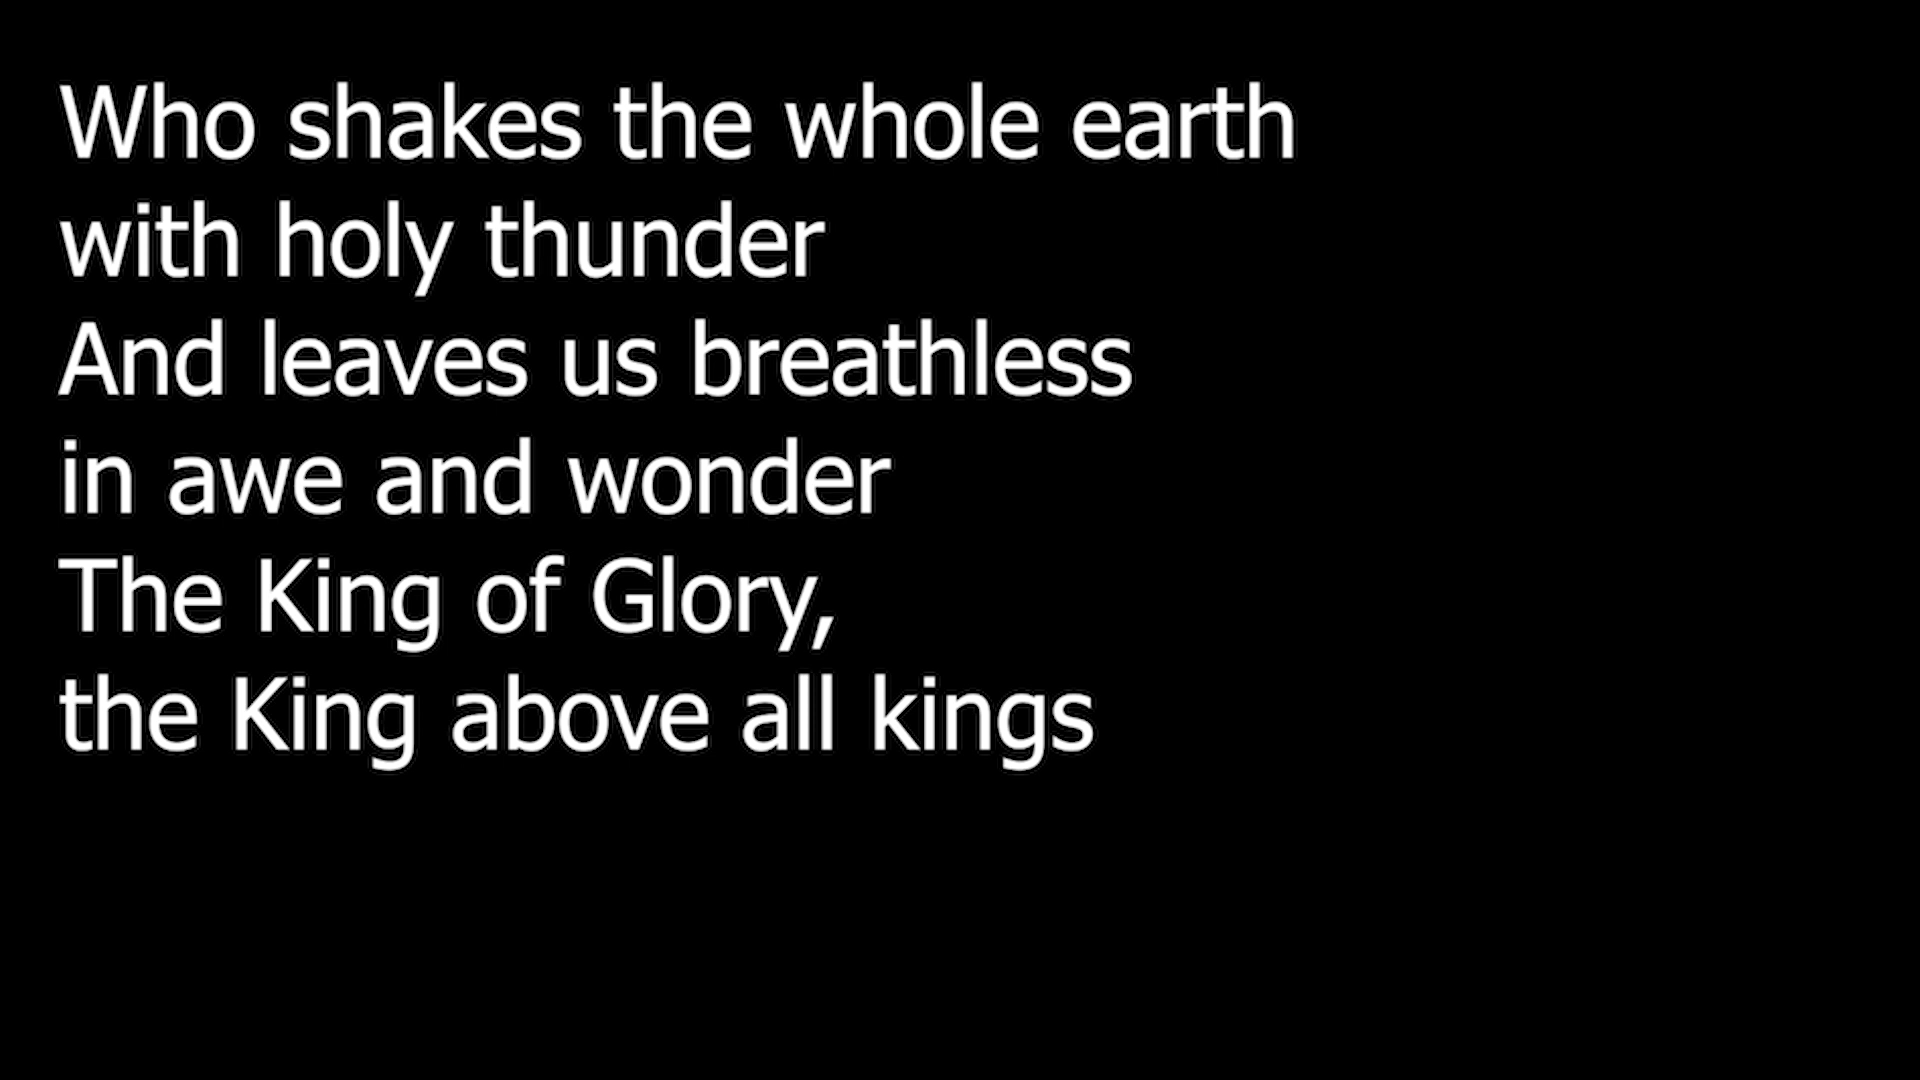 Who shakes the whole earth
with holy thunder
And leaves us breathless
in awe and wonder
The King of Glory,
the King above all kings